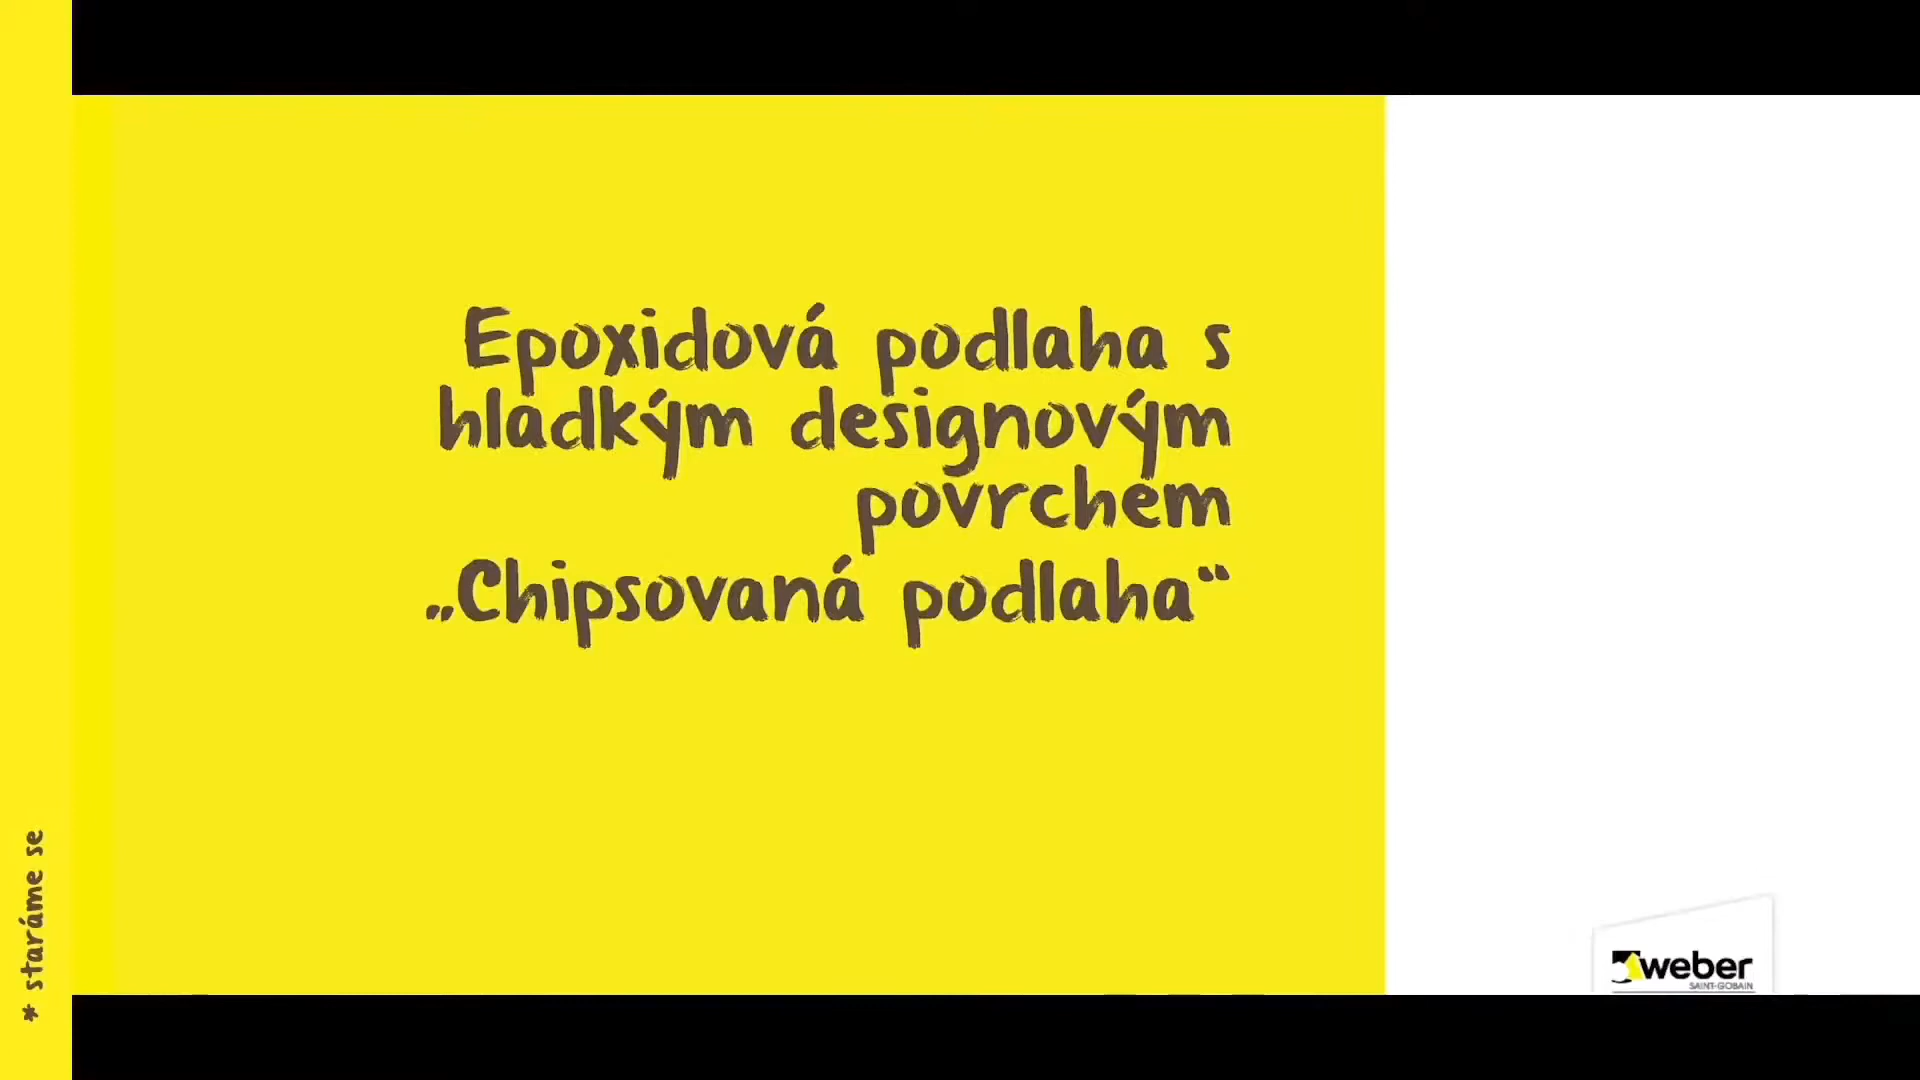 Epoxidová podlaha s
hladkým designovým
povrchem
„Chipsovaná podlaha“
* staráme se
weber
SAINT-GOBAIN